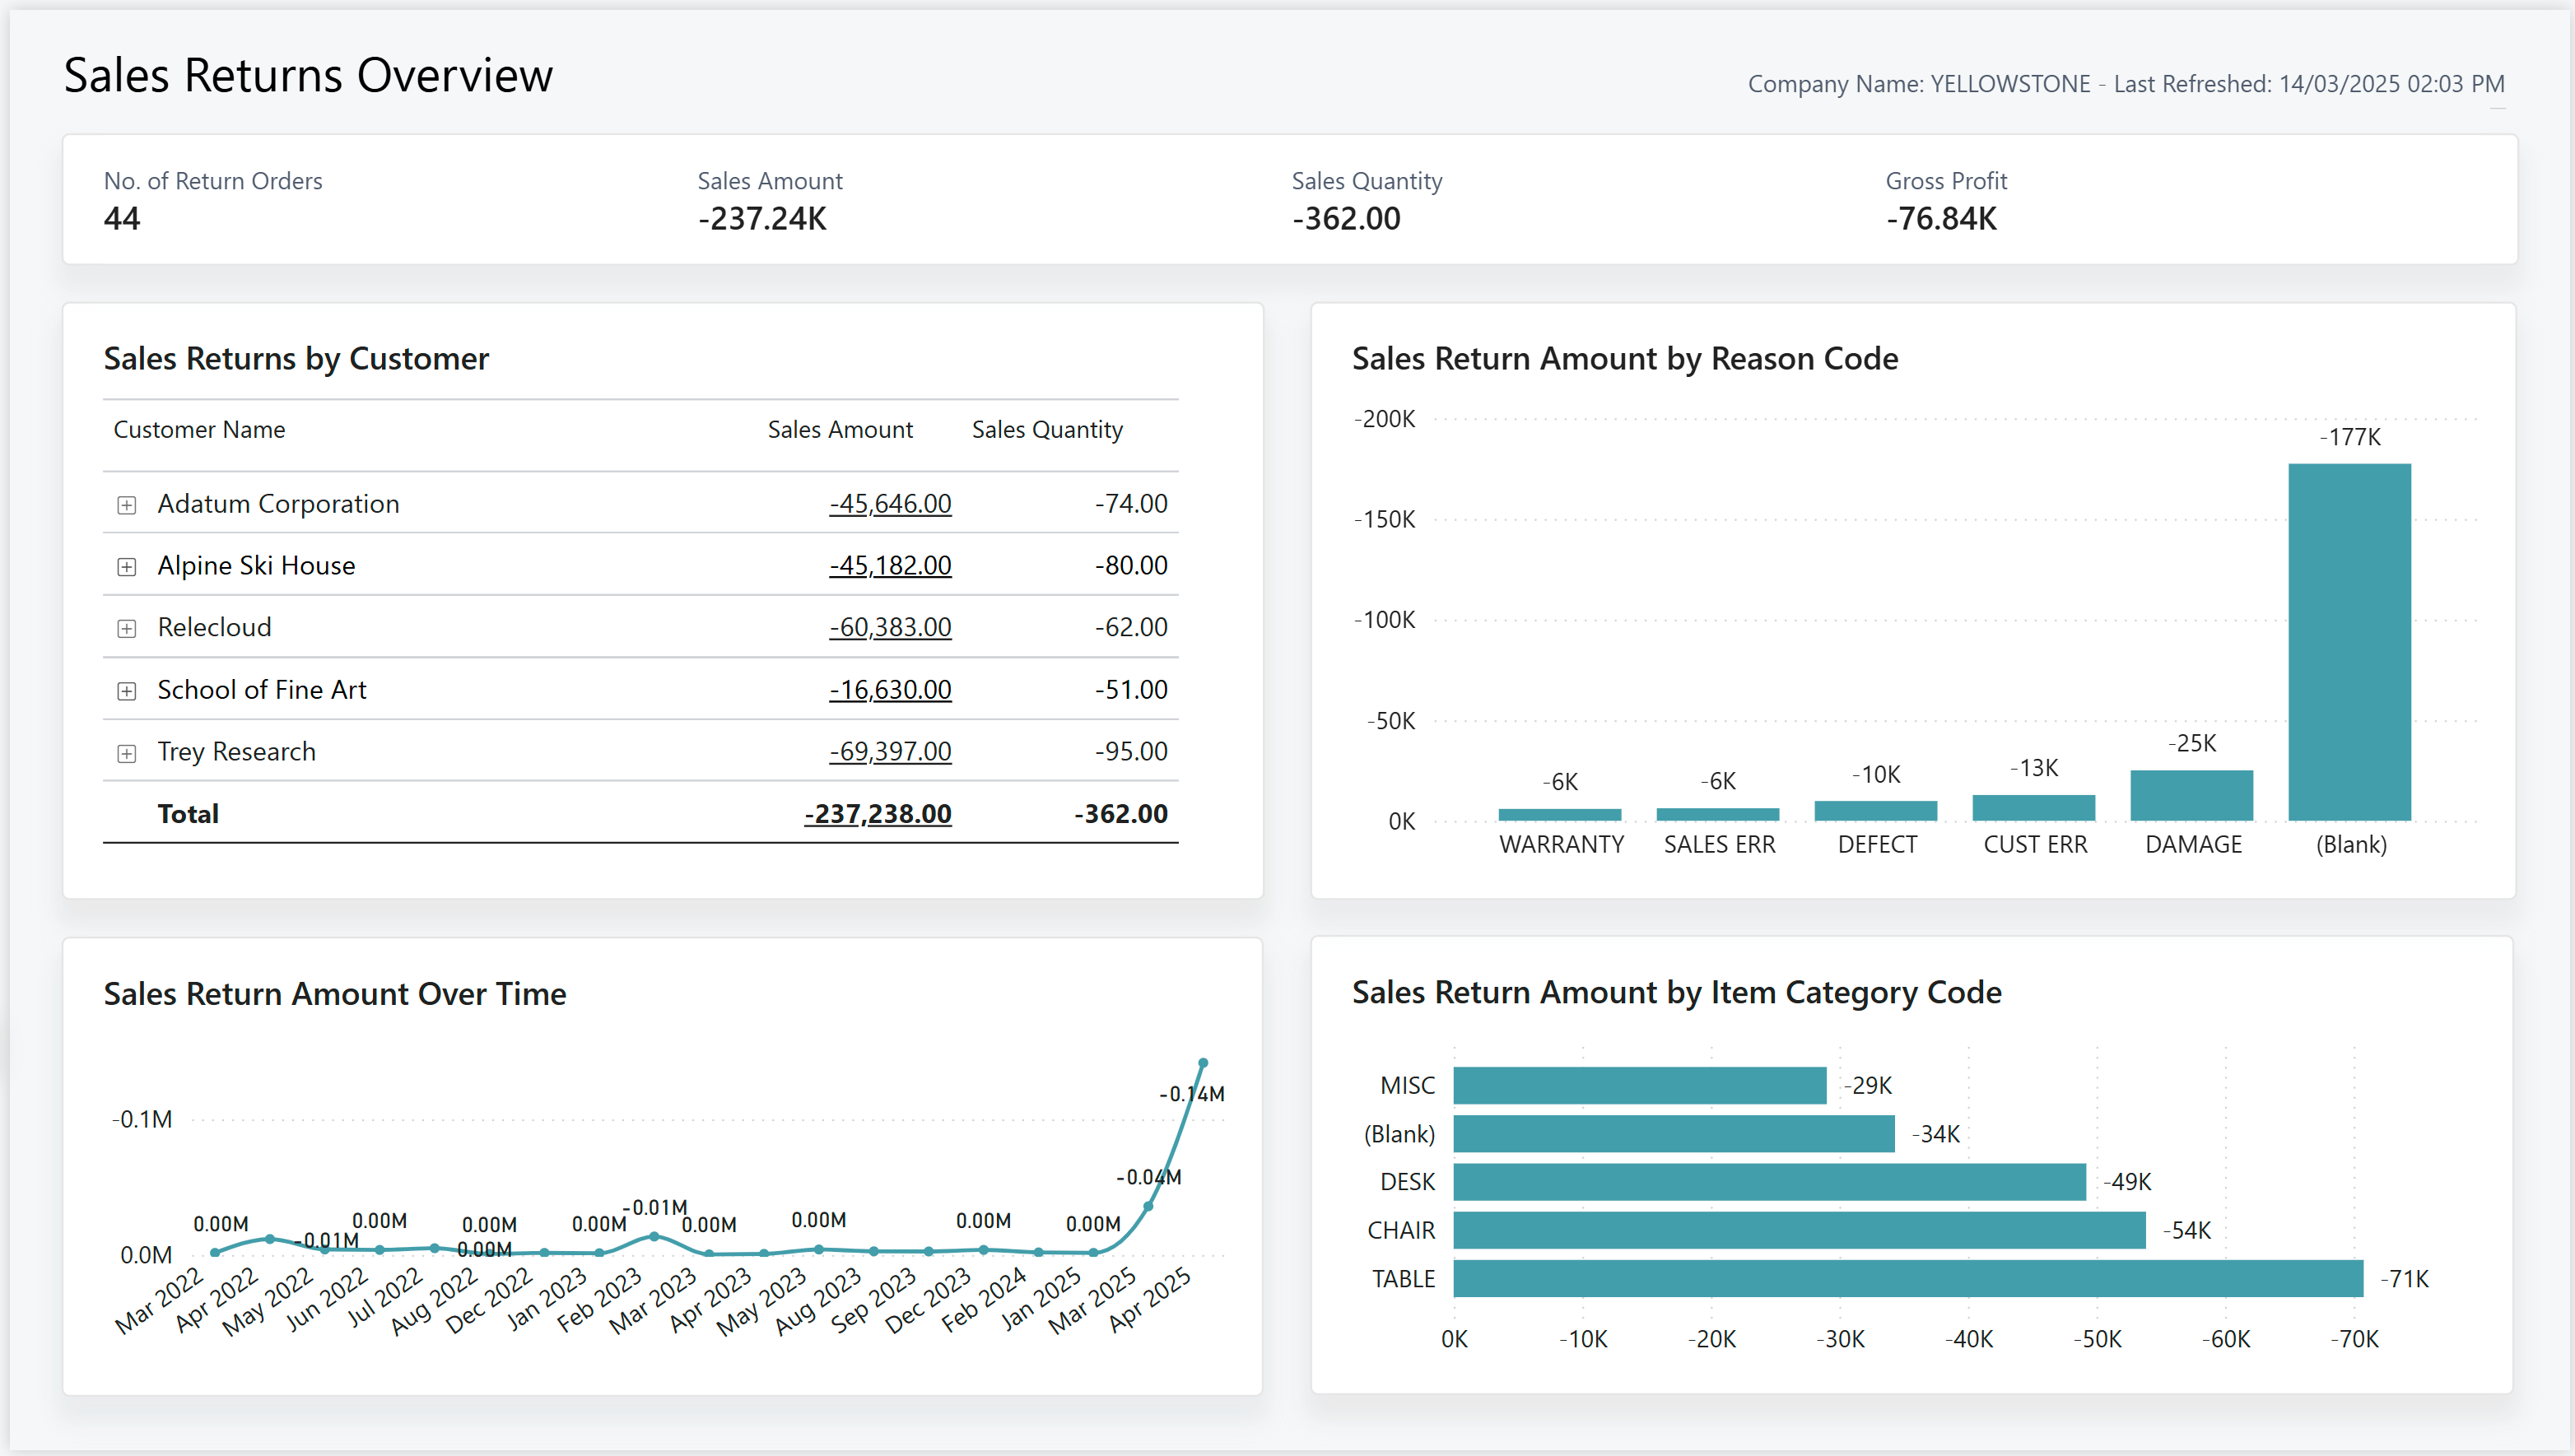 Sales Returns Overview
Company Name: YELLOWSTONE - Last Refreshed: 14/03/2025 02:03 PM
No. of Return Orders
44
Sales Amount
-237.24K
Sales Quantity
-362.00
Gross Profit
-76.84K
Sales Returns by Customer
Customer Name Sales Amount Sales Quantity
Adatum Corporation -45,646.00 -74.00
Alpine Ski House -45,182.00 -80.00
Relecloud -60,383.00 -62.00
School of Fine Art -16,630.00 -51.00
Trey Research -69,397.00 -95.00
Total -237,238.00 -362.00
Sales Return Amount by Reason Code
-200K
-150K
-100K
-50K
0K
-6K
-6K
-10K
-13K
-25K
-177K
WARRANTY SALES ERR DEFECT CUST ERR DAMAGE (Blank)
Sales Return Amount Over Time
-0.1M
0.0M
0.00M
-0.01M
0.00M
0.00M
0.00M
0.00M
-0.01M
0.00M
0.00M
0.00M
0.00M
-0.04M
-0.14M
Mar 2022
Apr 2022
May 2022
Jun 2022
Jul 2022
Aug 2022
Dec 2022
Jan 2023
Feb 2023
Mar 2023
Apr 2023
May 2023
Aug 2023
Sep 2023
Dec 2023
Feb 2024
Jan 2025
Mar 2025
Apr 2025
Sales Return Amount by Item Category Code
MISC -29K
(Blank) -34K
DESK -49K
CHAIR -54K
TABLE -71K
0K -10K -20K -30K -40K -50K -60K -70K